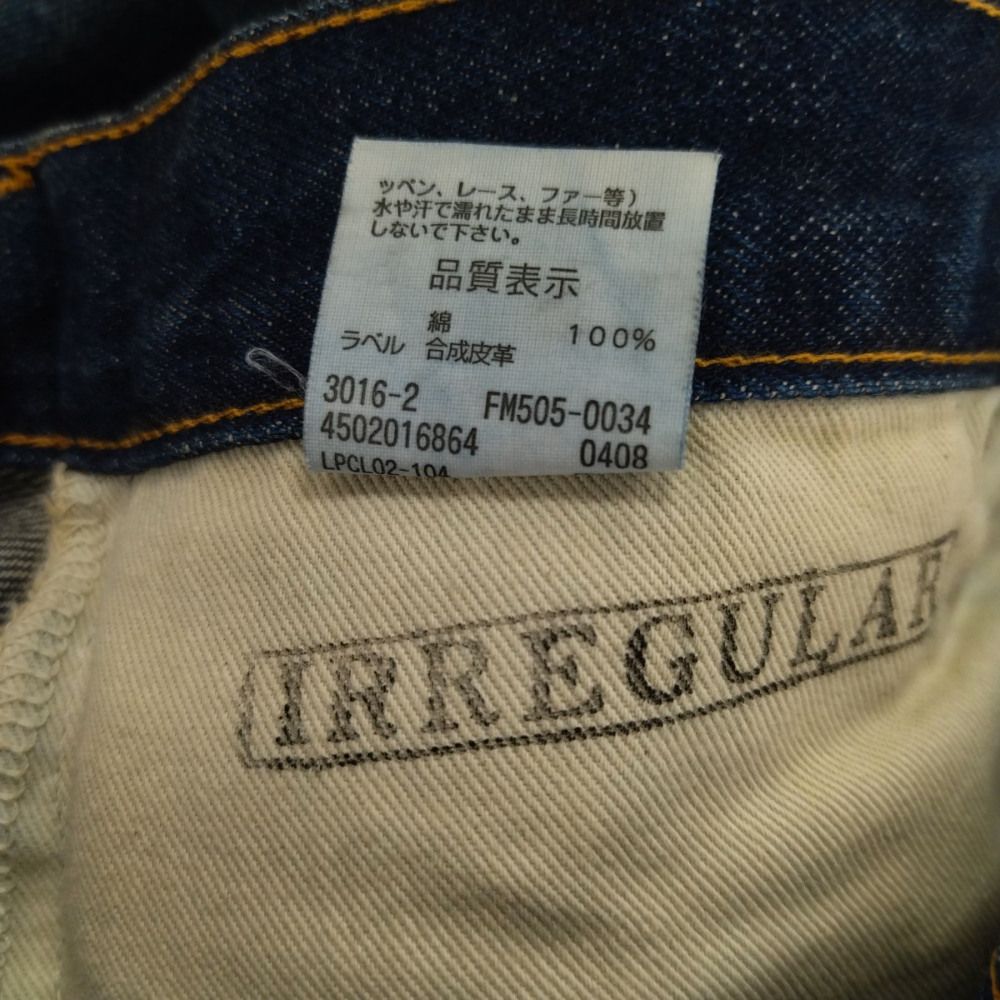 ッペン、レース、ファー等)
水や汗で濡れたまま長時間放置
しないで下さい。
品質表示
綿 100%
ラベル 合成皮革
3016-2 FM505-0034
4502016864 0408
LPCL02-104
IRREGULAR